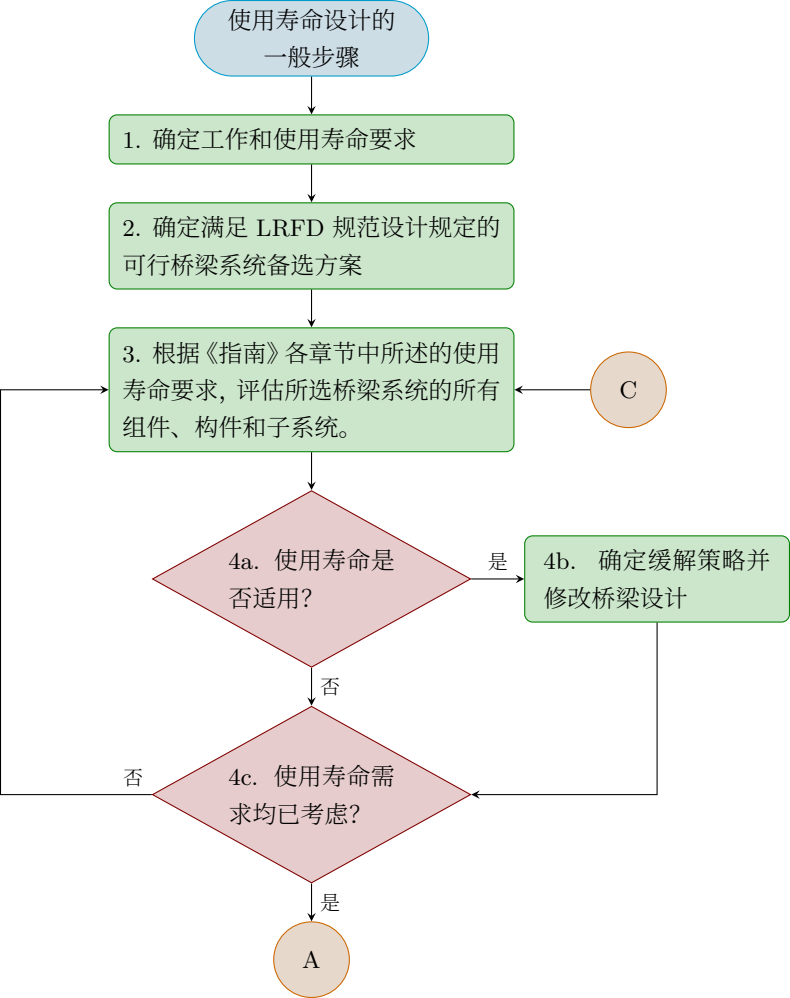 使用寿命设计的
一般步骤
1. 确定工作和使用寿命要求
2. 确定满足 LRFD 规范设计规定的
可行桥梁系统备选方案
3. 根据《指南》各章节中所述的使用
寿命要求, 评估所选桥梁系统的所有
组件、构件和子系统。
C
4a. 使用寿命是
否适用?
是
4b. 确定缓解策略并
修改桥梁设计
否
4c. 使用寿命需
求均已考虑?
否
是
A